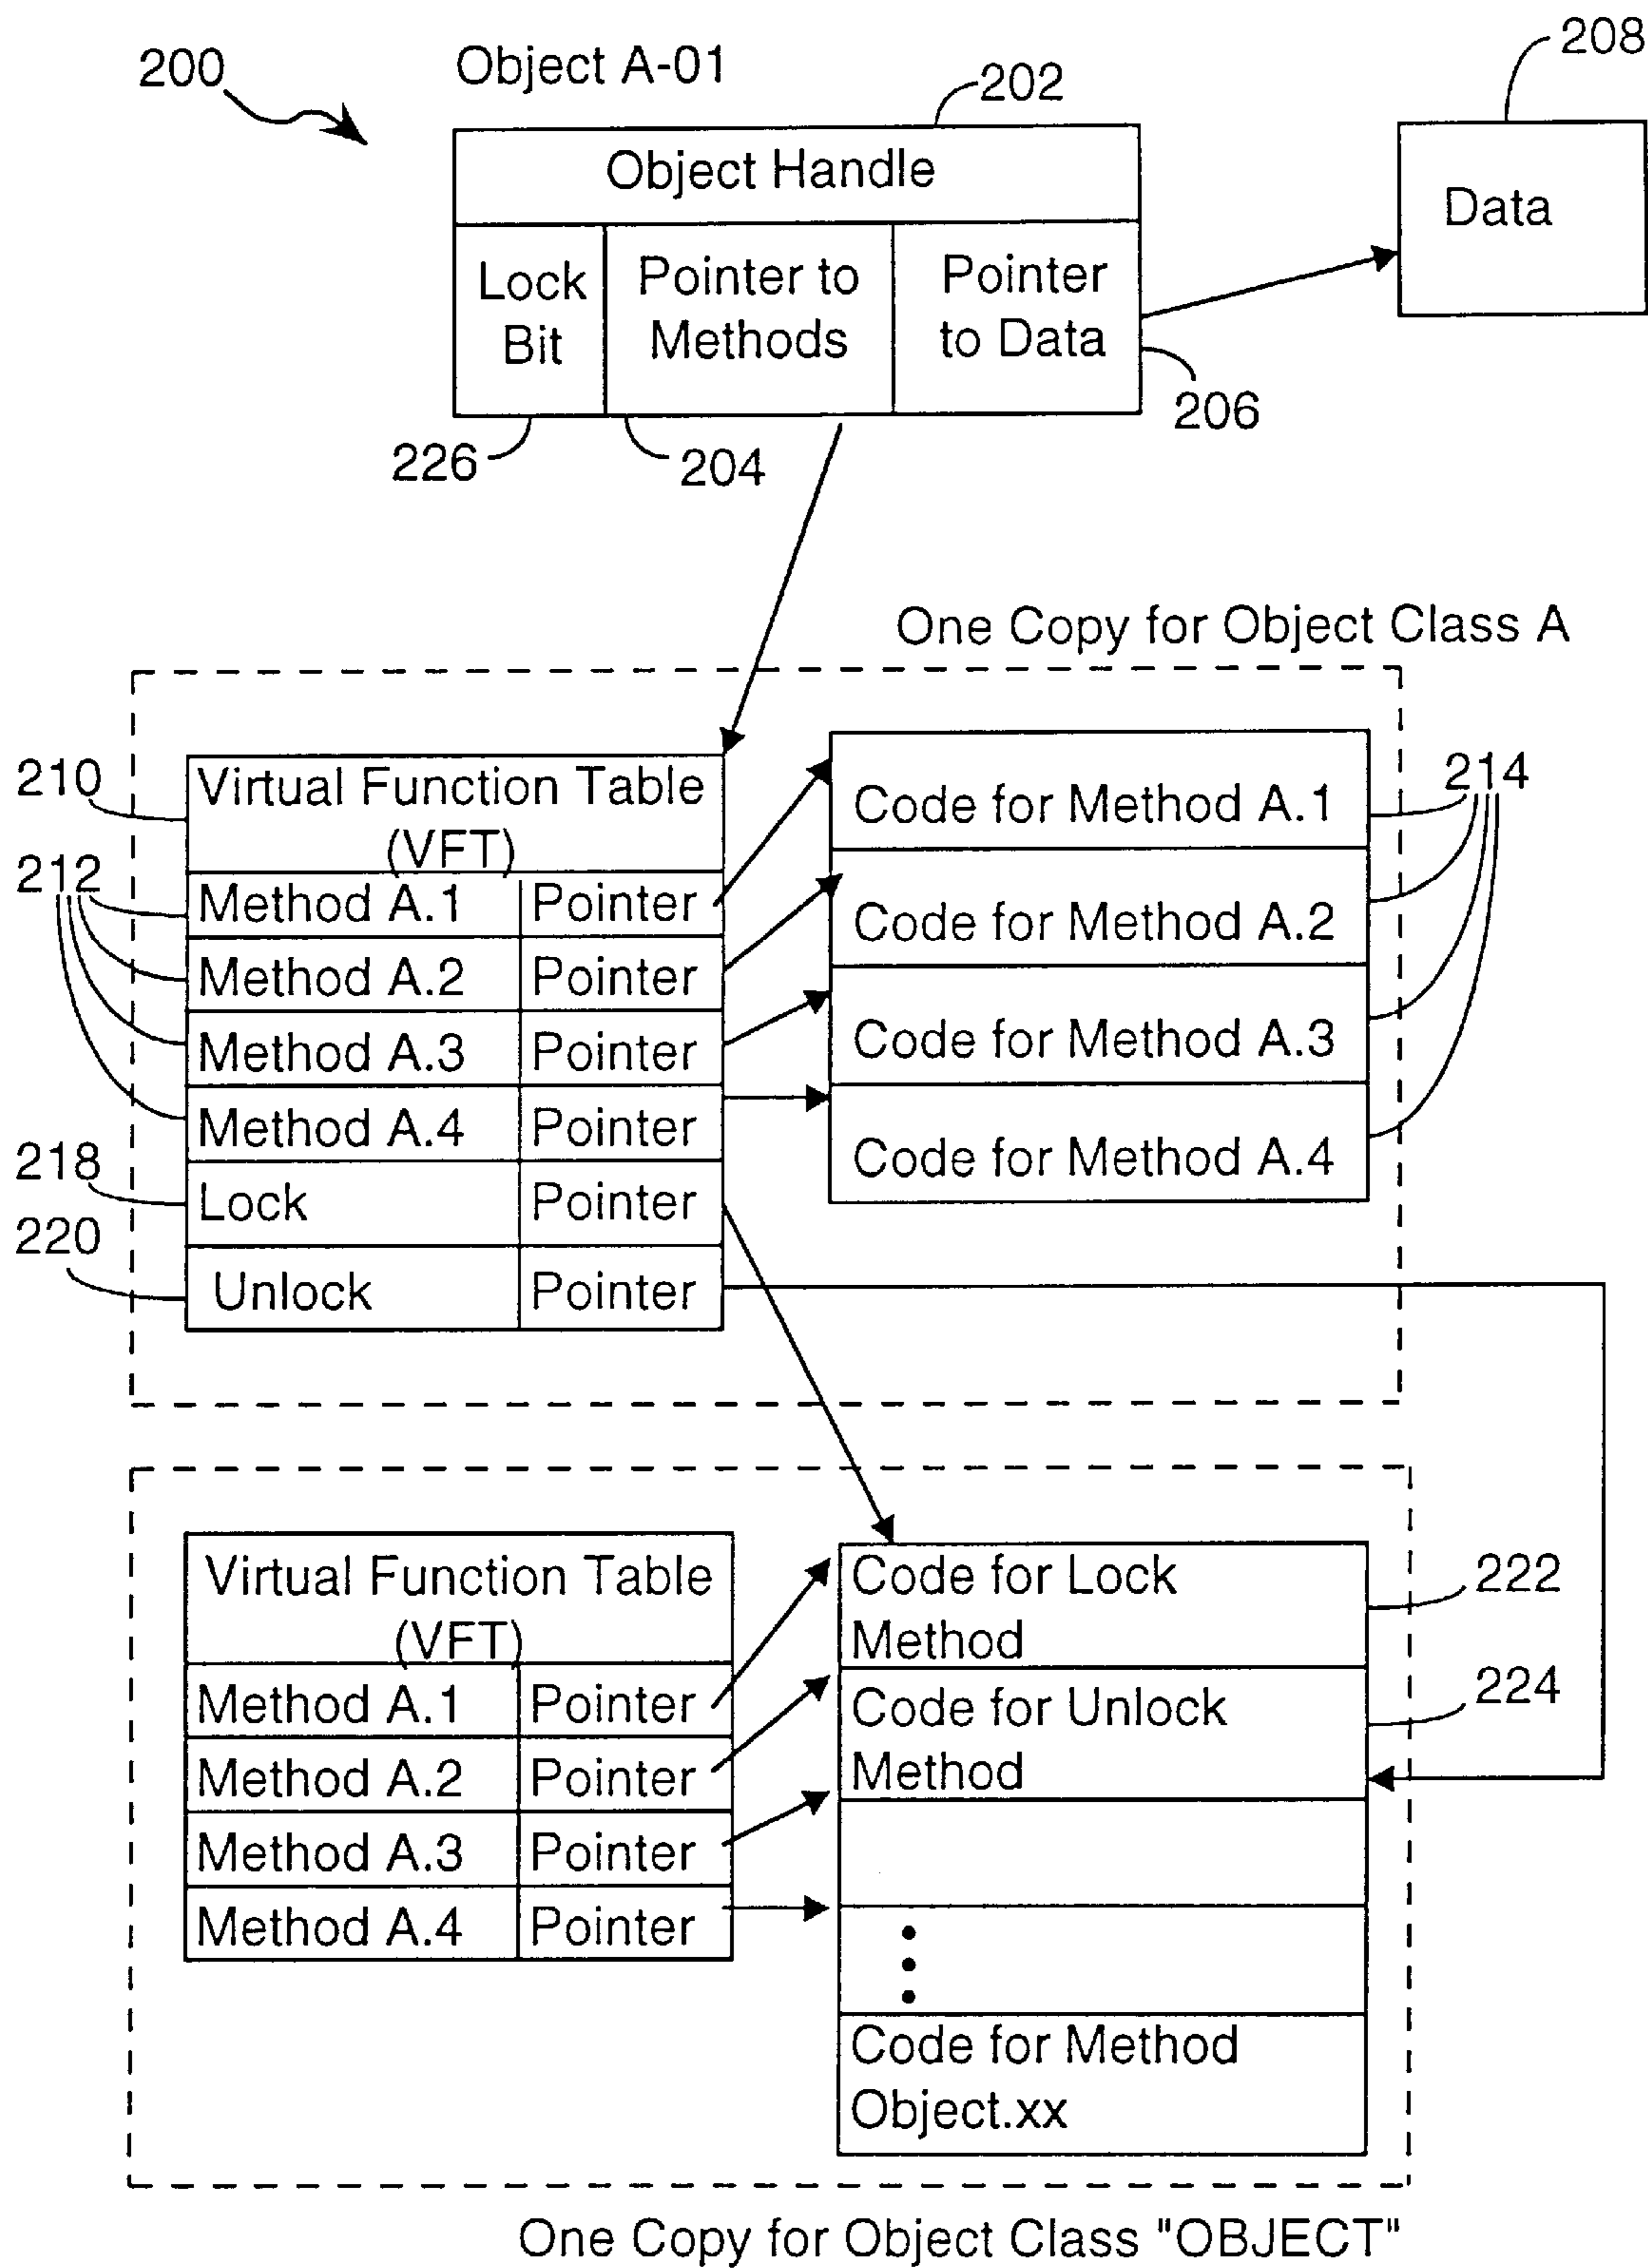 200
Object A-01
202
208
Object Handle
Data
Lock
Bit
Pointer to
Methods
Pointer
to Data
226
204
206
One Copy for Object Class A
210
Virtual Function Table
(VFT)
212
Method A.1 Pointer
Method A.2 Pointer
Method A.3 Pointer
Method A.4 Pointer
218
Lock Pointer
220
Unlock Pointer
Code for Method A.1
214
Code for Method A.2
Code for Method A.3
Code for Method A.4
Virtual Function Table
(VFT)
Method A.1 Pointer
Method A.2 Pointer
Method A.3 Pointer
Method A.4 Pointer
Code for Lock
Method
222
Code for Unlock
Method
224
Code for Method
Object.xx
One Copy for Object Class "OBJECT"